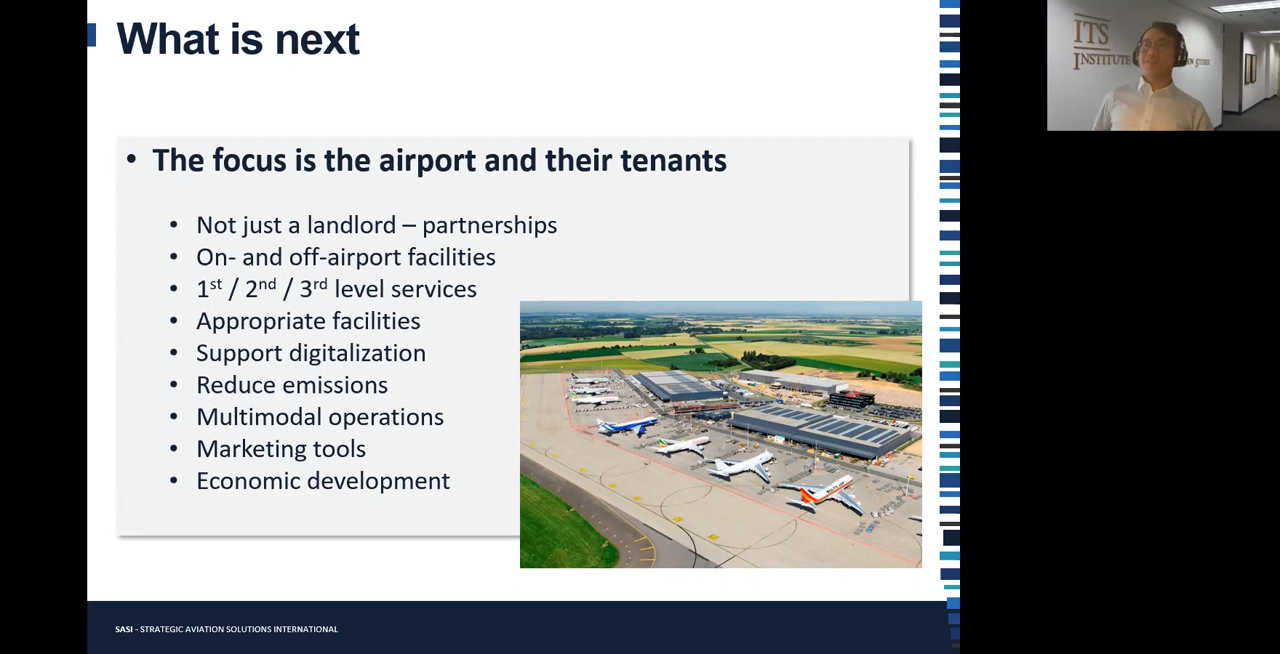 What is next
• The focus is the airport and their tenants
• Not just a landlord – partnerships
• On- and off-airport facilities
• 1st / 2nd / 3rd level services
• Appropriate facilities
• Support digitalization
• Reduce emissions
• Multimodal operations
• Marketing tools
• Economic development
SASI - STRATEGIC AVIATION SOLUTIONS INTERNATIONAL
ITS
INSTITUTE